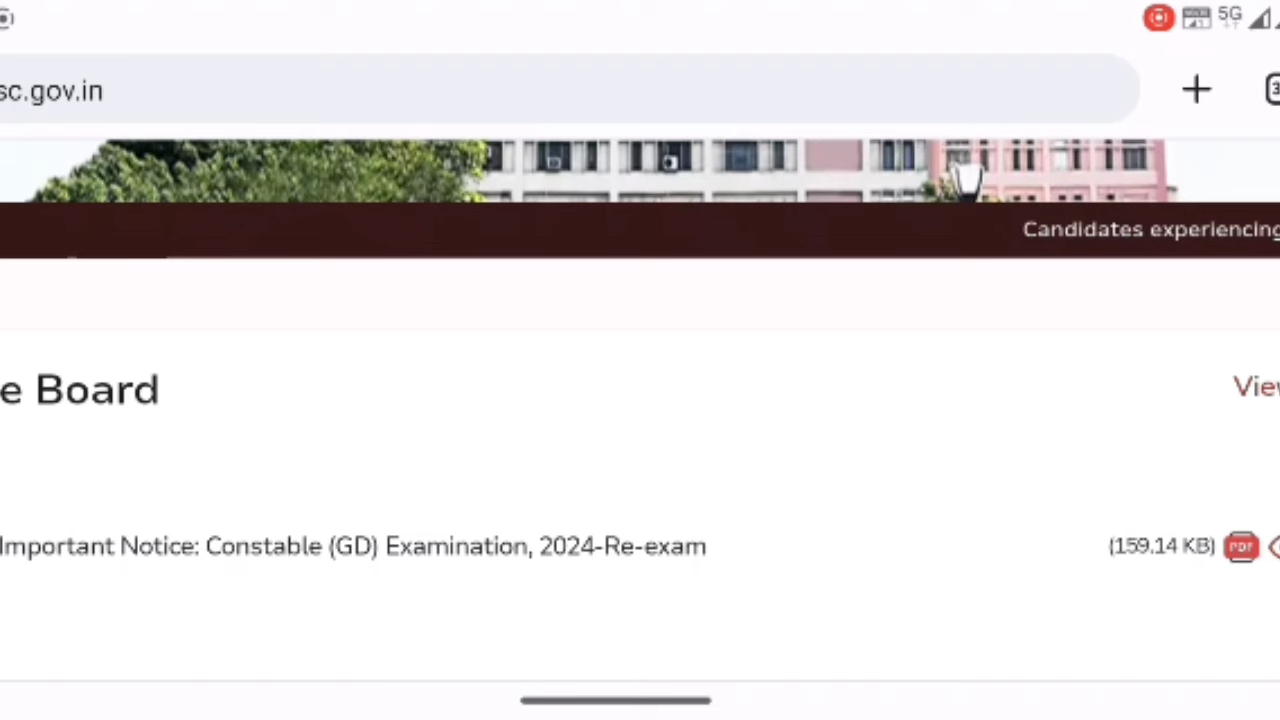 5G
sc.gov.in
Candidates experiencing
e Board
View
Important Notice: Constable (GD) Examination, 2024-Re-exam
(159.14 KB) PDF